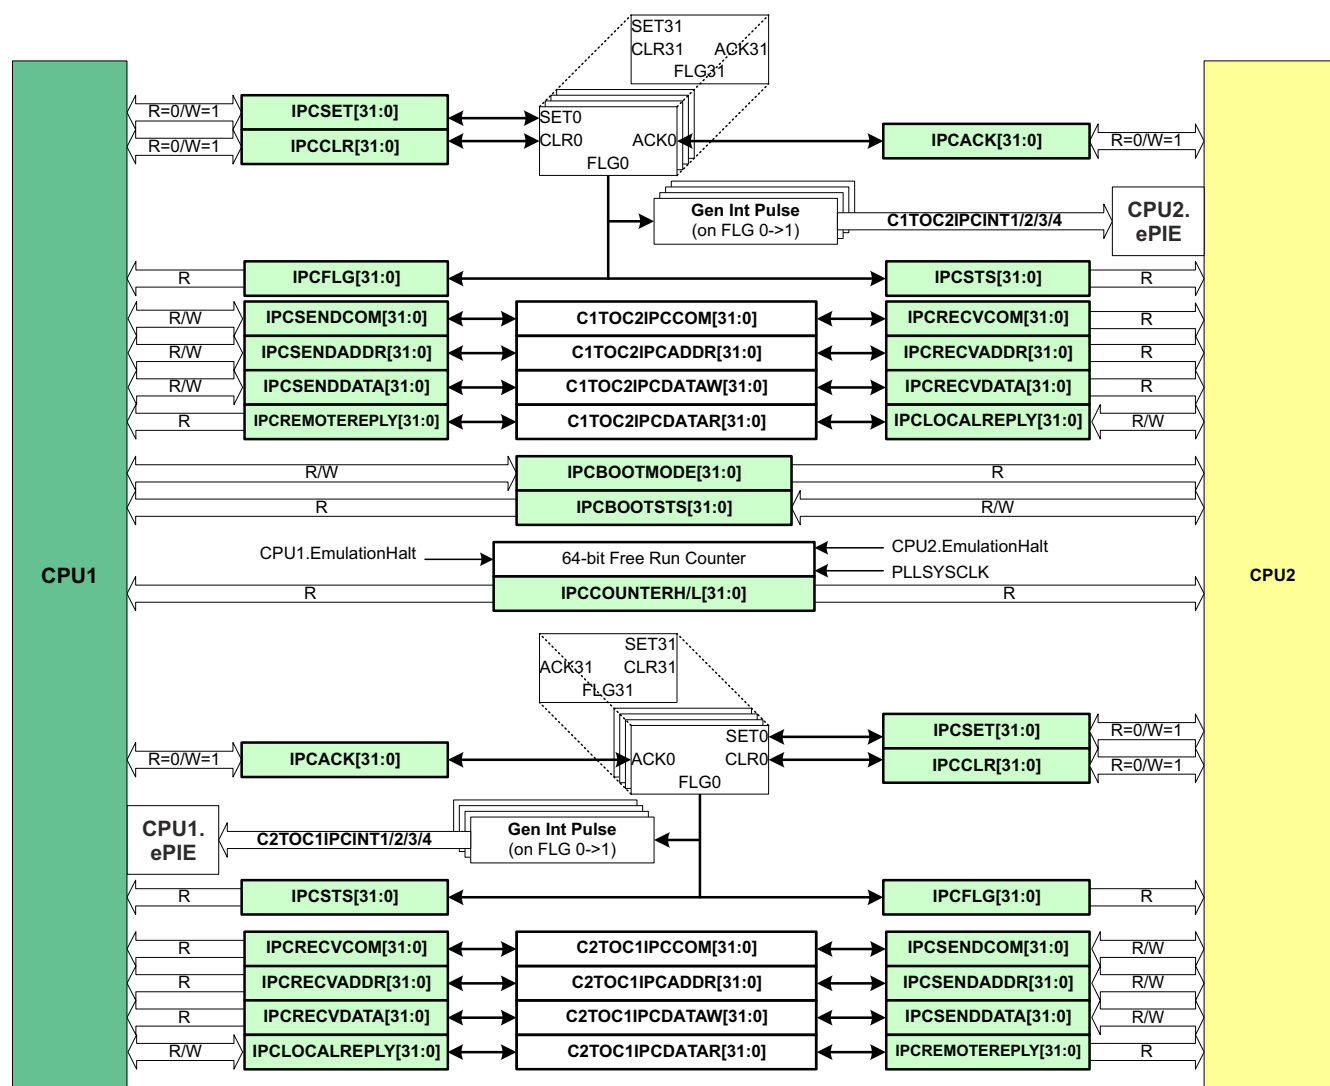 SET31
CLR31 ACK31
FLG31
R=0/W=1 IPCSET[31:0] SET0
R=0/W=1 IPCCLR[31:0] CLR0 ACK0 IPCACK[31:0] R=0/W=1
FLG0
Gen Int Pulse
(on FLG 0->1)
C1TOC2IPCINT1/2/3/4
CPU2.
ePIE
R IPCFLG[31:0] IPCSTS[31:0] R
R/W IPCSENDCOM[31:0] C1TOC2IPCCOM[31:0] IPCRECVCOM[31:0] R
R/W IPCSENDADDR[31:0] C1TOC2IPCADDR[31:0] IPCRECVADDR[31:0] R
R/W IPCSENDDATA[31:0] C1TOC2IPCDATAW[31:0] IPCRECVDATA[31:0] R
R IPCREMOTEREPLY[31:0] C1TOC2IPCDATAR[31:0] IPCLOCALREPLY[31:0] R/W
R/W IPCBOOTMODE[31:0] R
R IPCBOOTSTS[31:0] R/W
CPU1.EmulationHalt 64-bit Free Run Counter CPU2.EmulationHalt
PLLSYSCLK
CPU1 CPU2
R IPCCOUNTERH/L[31:0] R
SET31
ACK31 CLR31
FLG31
SET0 IPCSET[31:0] R=0/W=1
R=0/W=1 IPCACK[31:0] ACK0 CLR0 IPCCLR[31:0] R=0/W=1
FLG0
CPU1.
ePIE
C2TOC1IPCINT1/2/3/4
Gen Int Pulse
(on FLG 0->1)
R IPCSTS[31:0] IPCFLG[31:0] R
R IPCRECVCOM[31:0] C2TOC1IPCCOM[31:0] IPCSENDCOM[31:0] R/W
R IPCRECVADDR[31:0] C2TOC1IPCADDR[31:0] IPCSENDADDR[31:0] R/W
R IPCRECVDATA[31:0] C2TOC1IPCDATAW[31:0] IPCSENDDATA[31:0] R/W
R/W IPCLOCALREPLY[31:0] C2TOC1IPCDATAR[31:0] IPCREMOTEREPLY[31:0] R